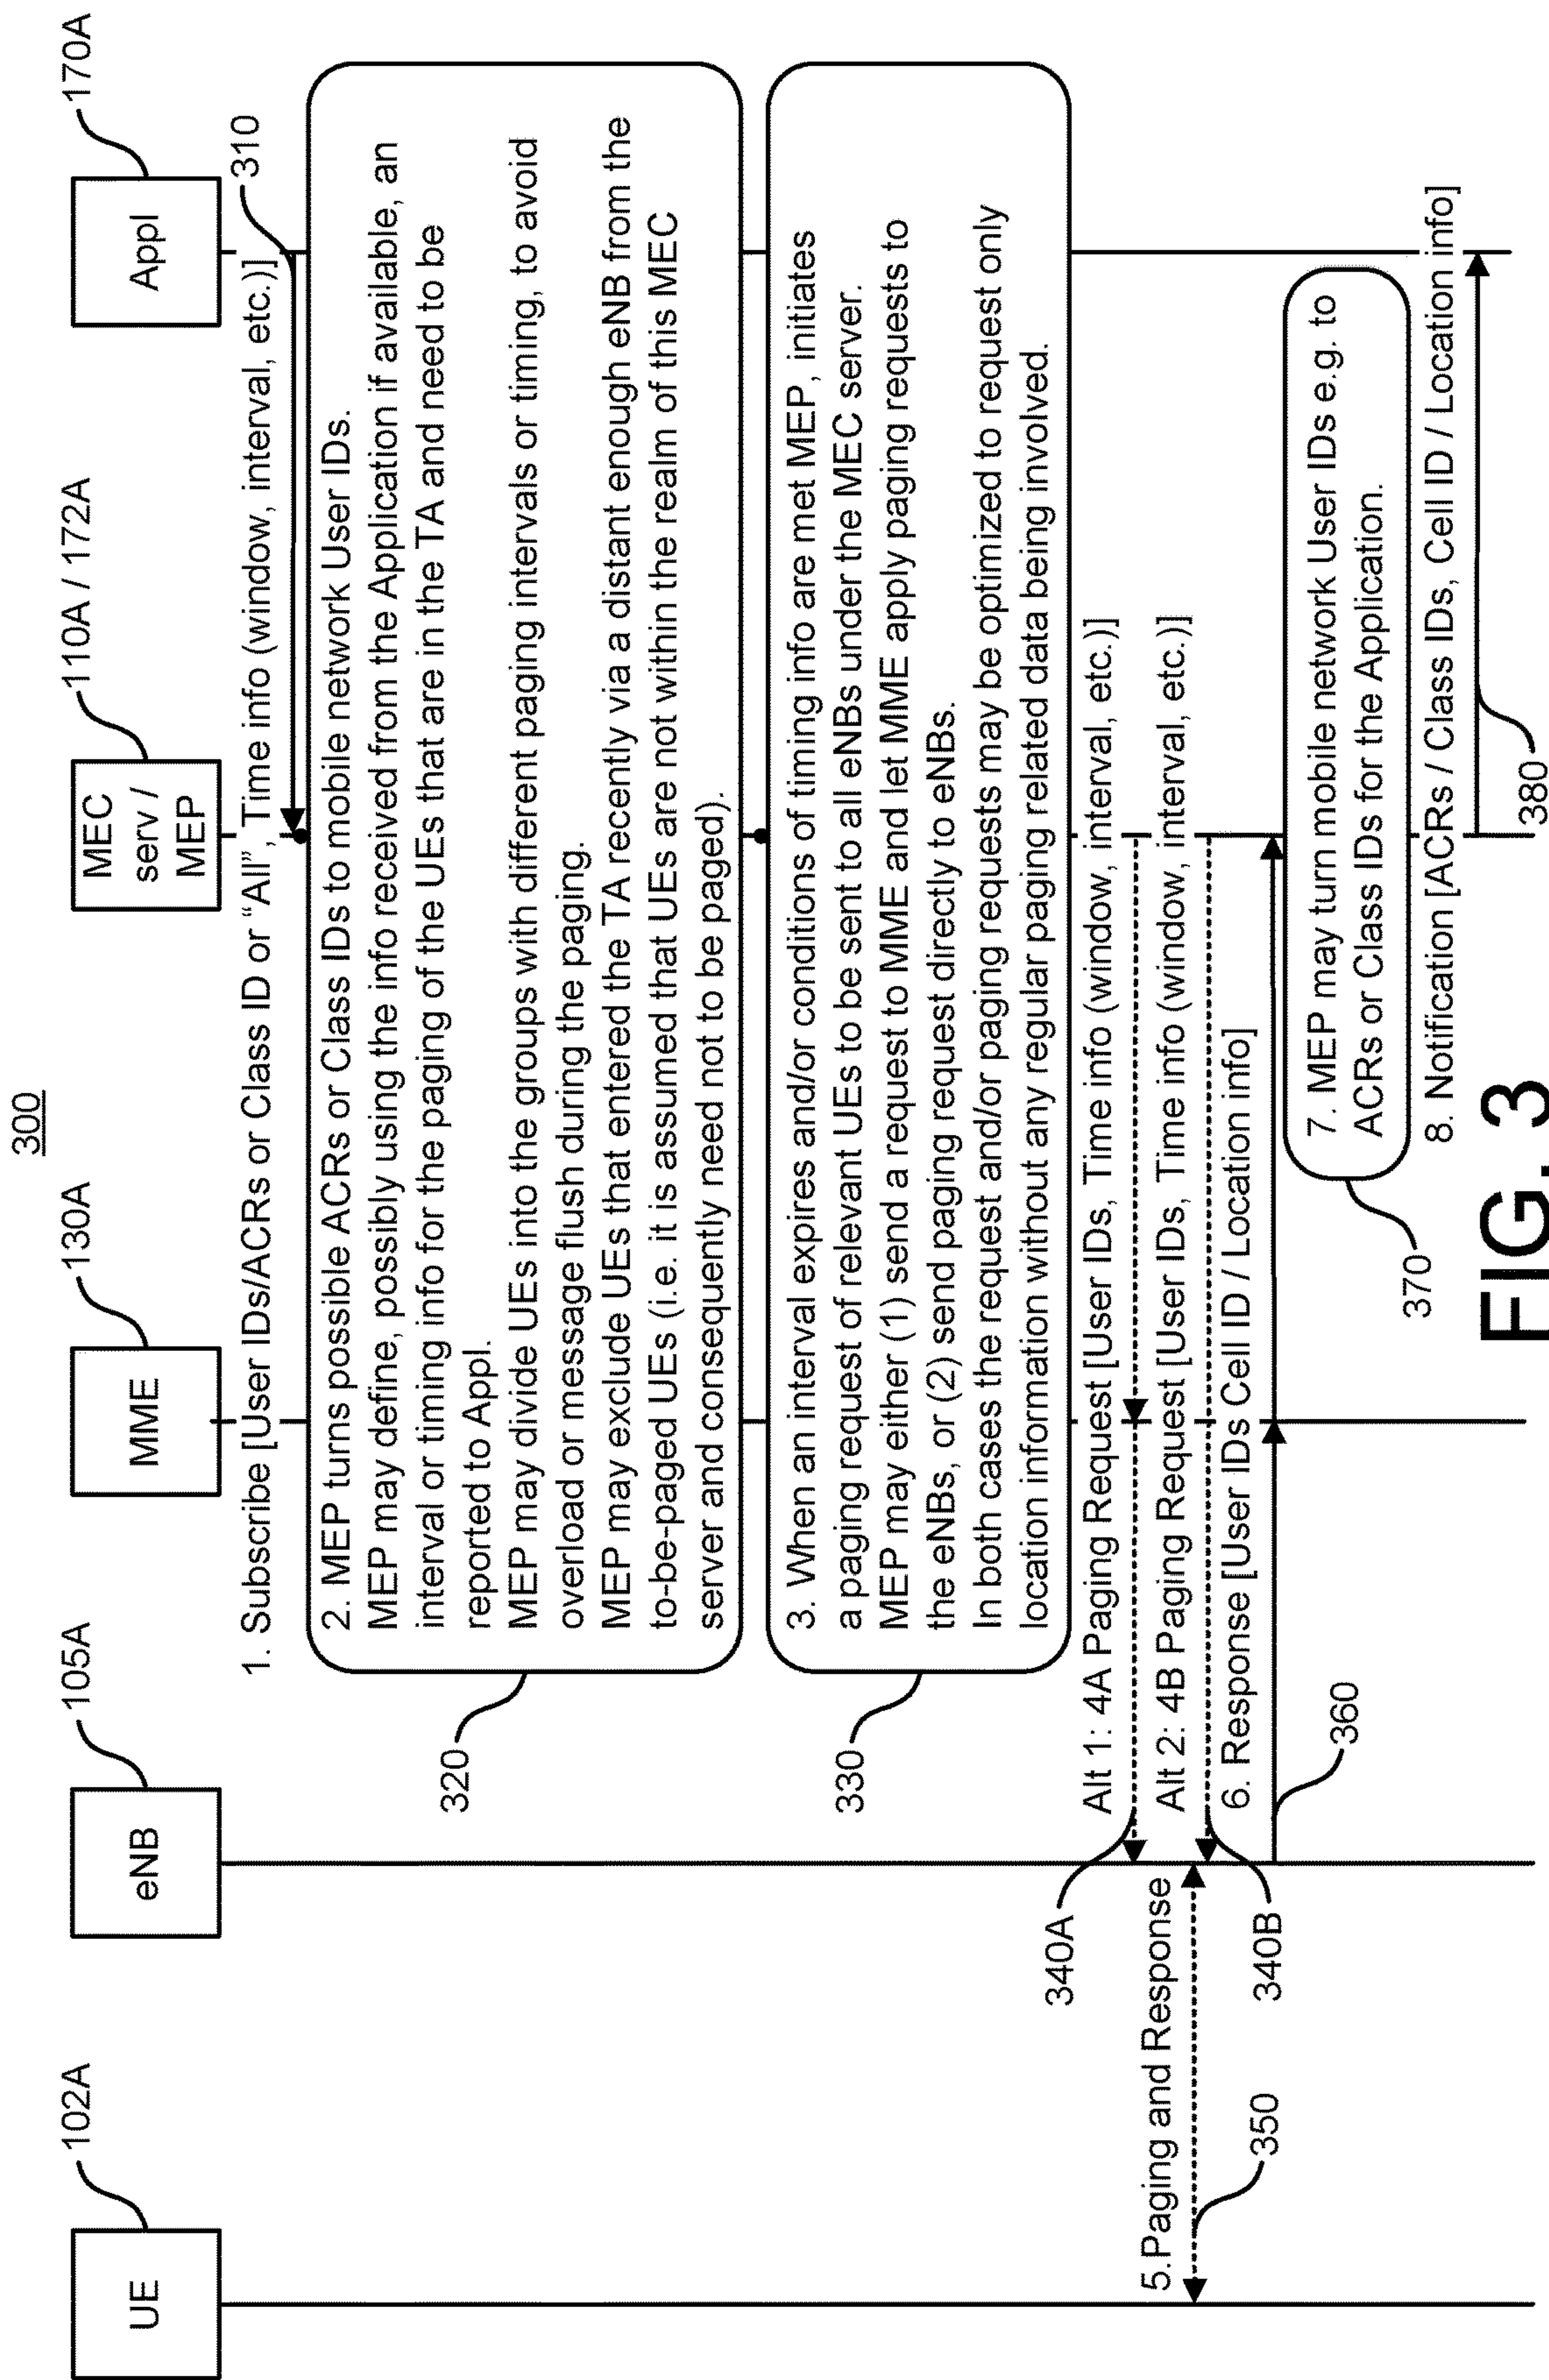 300
UE
102A
eNB
105A
MME
130A
MEC
serv /
MEP
110A / 172A
Appl
170A
1. Subscribe [User IDs/ACRs or Class ID or “All”, Time info (window, interval, etc.)]
310
2. MEP turns possible ACRs or Class IDs to mobile network User IDs.
MEP may define, possibly using the info received from the Application if available, an
interval or timing info for the paging of the UEs that are in the TA and need to be
reported to Appl.
MEP may divide UEs into the groups with different paging intervals or timing, to avoid
overload or message flush during the paging.
MEP may exclude UEs that entered the TA recently via a distant enough eNB from the
to-be-paged UEs (i.e. it is assumed that UEs are not within the realm of this MEC
server and consequently need not to be paged).
320
3. When an interval expires and/or conditions of timing info are met MEP, initiates
a paging request of relevant UEs to be sent to all eNBs under the MEC server.
MEP may either (1) send a request to MME and let MME apply paging requests to
the eNBs, or (2) send paging request directly to eNBs.
In both cases the request and/or paging requests may be optimized to request only
location information without any regular paging related data being involved.
330
Alt 1: 4A Paging Request [User IDs, Time info (window, interval, etc.)]
340A
Alt 2: 4B Paging Request [User IDs, Time info (window, interval, etc.)]
340B
5.Paging and Response
350
6. Response [User IDs Cell ID / Location info]
360
7. MEP may turn mobile network User IDs e.g. to
ACRs or Class IDs for the Application.
370
8. Notification [ACRs / Class IDs, Cell ID / Location info]
380
FIG. 3